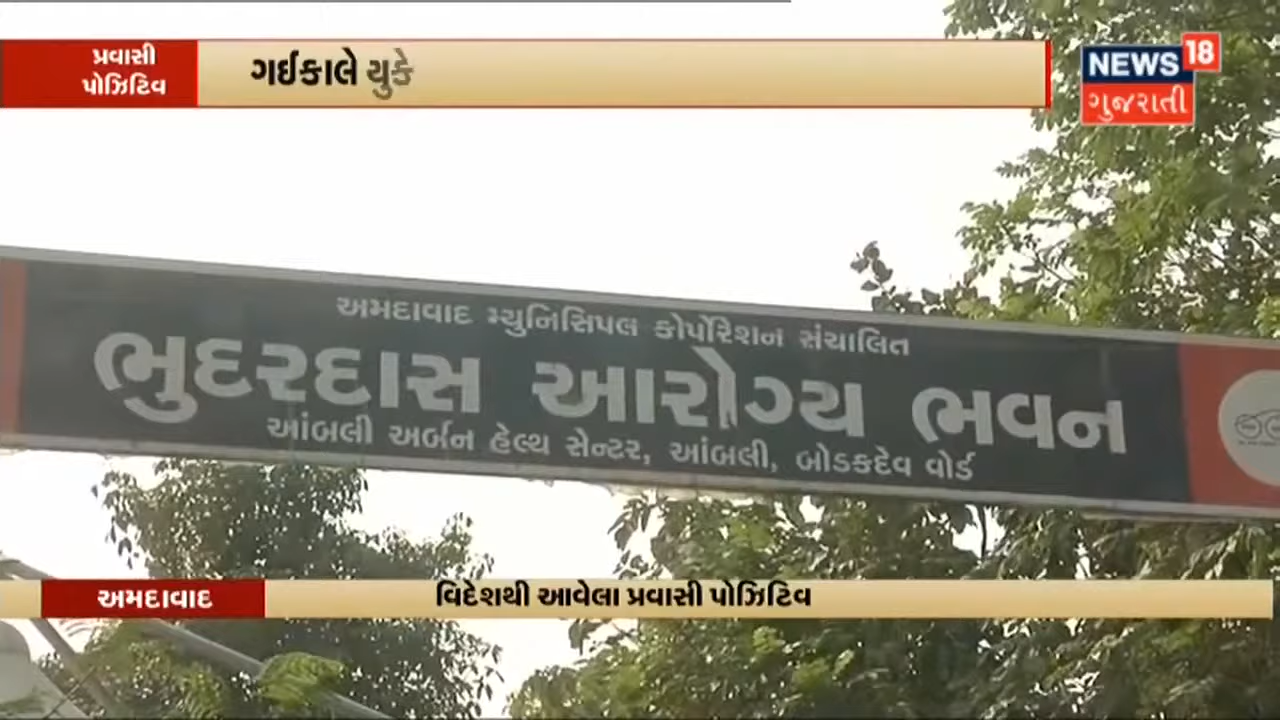 પ્રવાસી
પોઝિટિવ
ગઈકાલે યુકે
NEWS 18
ગુજરાતી
અમદાવાદ મ્યુનિસિપલ કોર્પોરેશન સંચાલિત
ભુદરદાસ આરોગ્ય ભવન
આંબલી અર્બન હેલ્થ સેન્ટર, આંબલી, બોડકદેવ વોર્ડ
અમદાવાદ
વિદેશથી આવેલા પ્રવાસી પોઝિટિવ